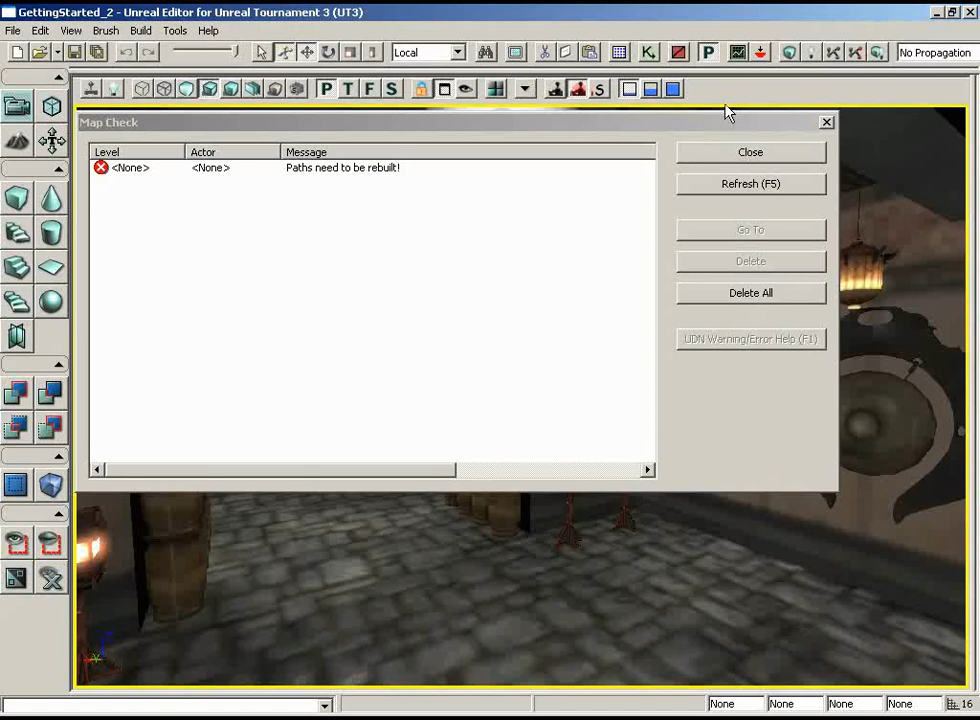 GettingStarted_2 - Unreal Editor for Unreal Tournament 3 (UT3)
File Edit View Brush Build Tools Help
Local
K
P
No Propagation
P T F S
.S
Map Check
Level Actor Message
<None> <None> Paths need to be rebuilt!
Close
Refresh (F5)
Go To
Delete
Delete All
UDN Warning/Error Help (F1)
None None None None 16